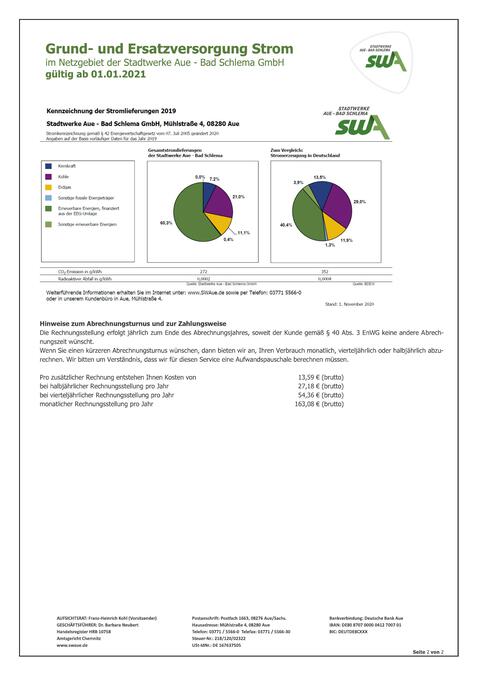 Grund- und Ersatzversorgung Strom
im Netzgebiet der Stadtwerke Aue - Bad Schlema GmbH
gültig ab 01.01.2021
STADTWERKE
AUE - BAD SCHLEMA
swA
Kennzeichnung der Stromlieferungen 2019
Stadtwerke Aue - Bad Schlema GmbH, Mühlstraße 4, 08280 Aue
Stromkennzeichnung gemäß § 42 Energiewirtschaftsgesetz vom 07. Juli 2005 geändert 2020
Angaben auf der Basis vorläufiger Daten für das Jahr 2019
STADTWERKE
AUE - BAD SCHLEMA
swA
Kernkraft
Kohle
Erdgas
Sonstige fossile Energieträger
Erneuerbare Energien, finanziert
aus der EEG-Umlage
Sonstige erneuerbare Energien
Gesamtstromlieferungen
der Stadtwerke Aue - Bad Schlema
0,0%
7,2%
21,0%
11,1%
0,4%
60,3%
Zum Vergleich:
Stromerzeugung in Deutschland
13,5%
3,9%
29,0%
11,9%
1,3%
40,4%
CO2-Emission in g/kWh 272 352
Radioaktiver Abfall in g/kWh 0,0002 0,0004
Quelle: Stadtwerke Aue - Bad Schlema GmbH
Quelle: BDEW
Weiterführende Informationen erhalten Sie im Internet unter: www.SWAue.de sowie per Telefon: 03771 5566-0
oder in unserem Kundenbüro in Aue, Mühlstraße 4.
Stand: 1. November 2020
Hinweise zum Abrechnungsturnus und zur Zahlungsweise
Die Rechnungsstellung erfolgt jährlich zum Ende des Abrechnungsjahres, soweit der Kunde gemäß § 40 Abs. 3 EnWG keine andere Abrech-
nungszeit wünscht.
Wenn Sie einen kürzeren Abrechnungsturnus wünschen, dann bieten wir an, Ihren Verbrauch monatlich, vierteljährlich oder halbjährlich abzu-
rechnen. Wir bitten um Verständnis, dass wir für diesen Service eine Aufwandspauschale berechnen müssen.
Pro zusätzlicher Rechnung entstehen Ihnen Kosten von 13,59 € (brutto)
bei halbjährlicher Rechnungsstellung pro Jahr 27,18 € (brutto)
bei vierteljährlicher Rechnungsstellung pro Jahr 54,36 € (brutto)
monatlicher Rechnungsstellung pro Jahr 163,08 € (brutto)
AUFSICHTSRAT: Franz-Heinrich Kohl (Vorsitzender)
GESCHÄFTSFÜHRER: Dr. Barbara Neubert
Handelsregister HRB 10758
Amtsgericht Chemnitz
www.swaue.de
Postanschrift: Postfach 1663, 08276 Aue/Sachs.
Hausadresse: Mühlstraße 4, 08280 Aue
Telefon: 03771 / 5566-0 Telefax: 03771 / 5566-30
Steuer-Nr.: 218/120/02322
USt-IdNr.: DE 167637505
Bankverbindung: Deutsche Bank Aue
IBAN: DE80 8707 0000 0412 7007 01
BIC: DEUTDE8CXXX
Seite 2 von 2